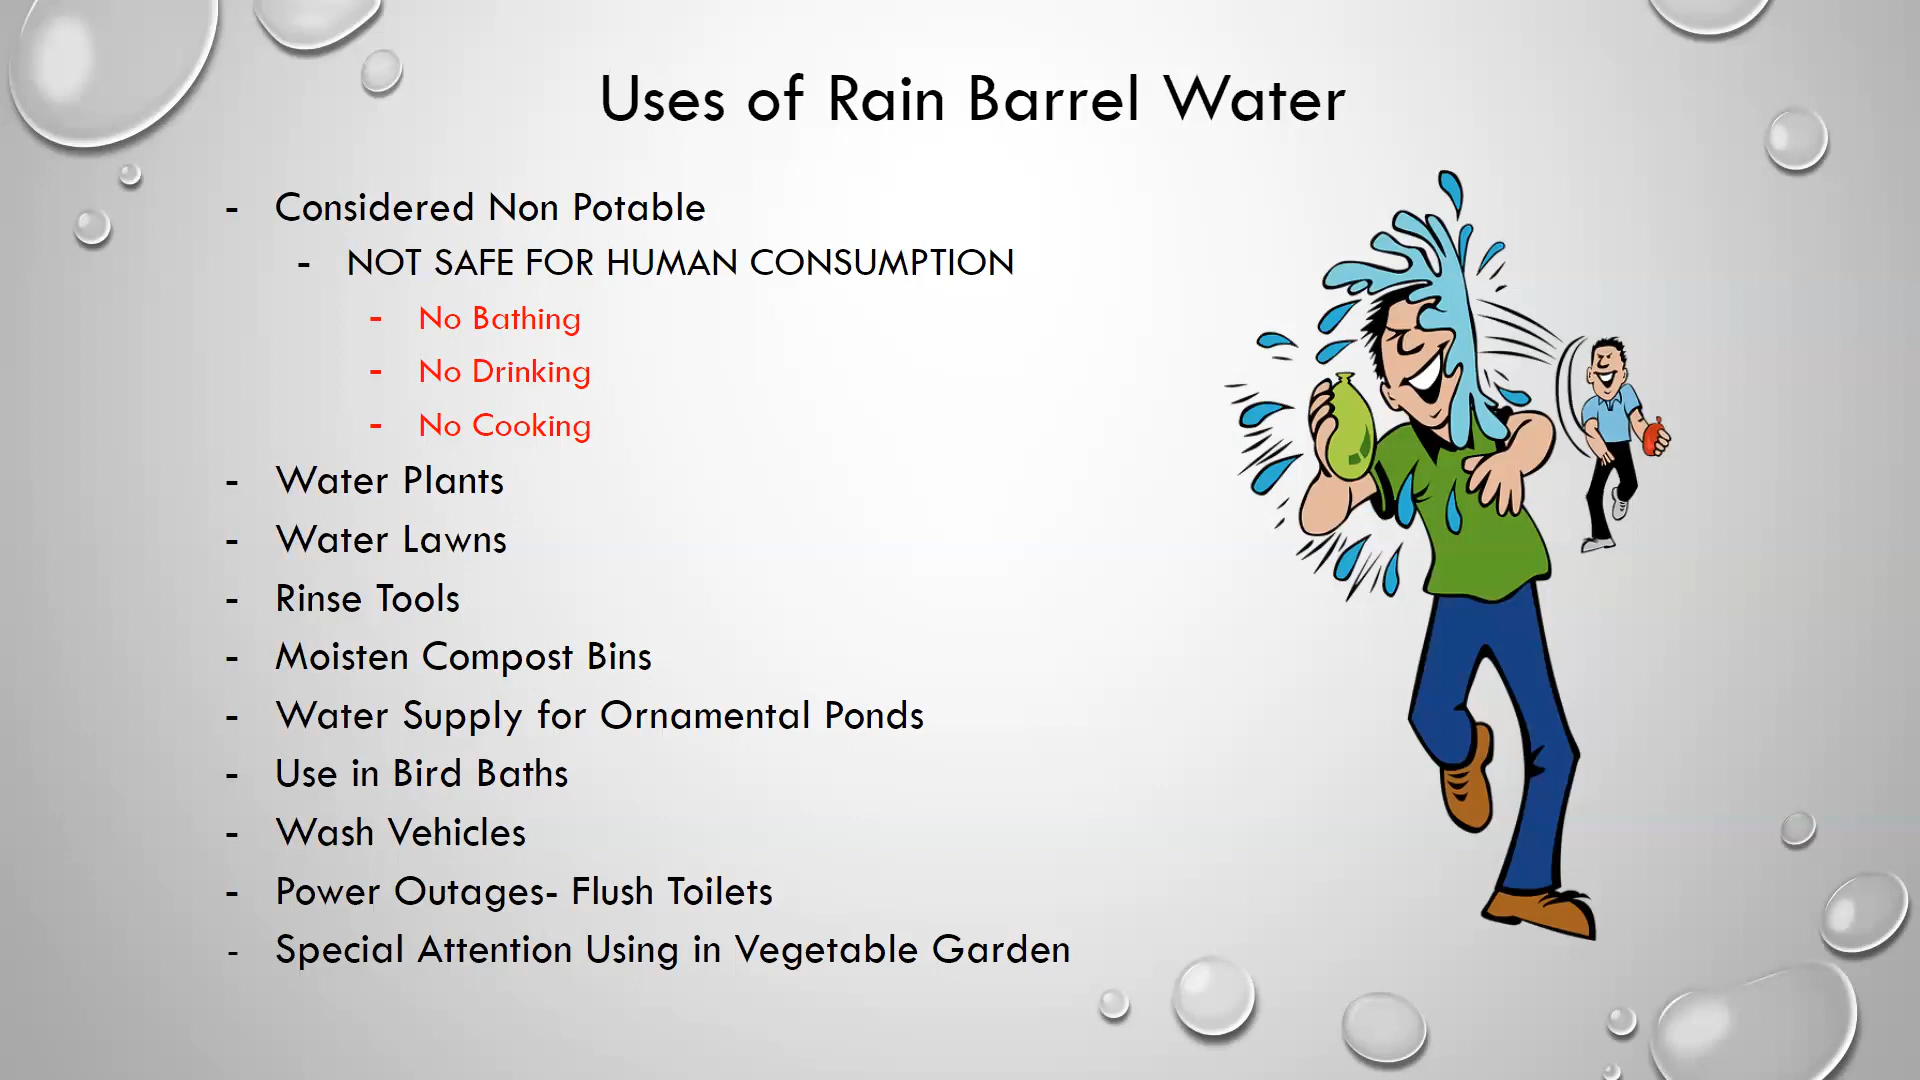 Uses of Rain Barrel Water
- Considered Non Potable
- NOT SAFE FOR HUMAN CONSUMPTION
- No Bathing
- No Drinking
- No Cooking
- Water Plants
- Water Lawns
- Rinse Tools
- Moisten Compost Bins
- Water Supply for Ornamental Ponds
- Use in Bird Baths
- Wash Vehicles
- Power Outages- Flush Toilets
- Special Attention Using in Vegetable Garden